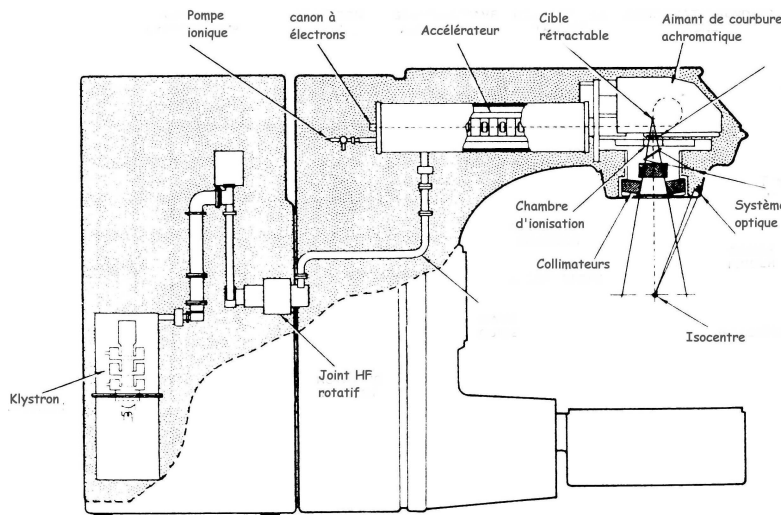 Pompe
ionique
canon à
électrons
Accélérateur
Cible
rétractable
Aimant de courbure
achromatique
Chambre
d'ionisation
Système
optique
Collimateurs
Isocentre
Joint HF
rotatif
Klystron